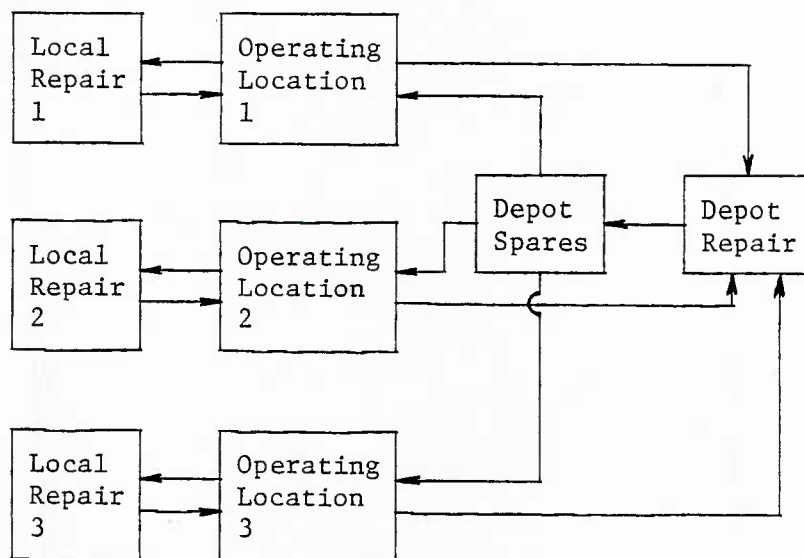 Local
Repair
1
Operating
Location
1
Depot
Spares
Depot
Repair
Local
Repair
2
Operating
Location
2
Local
Repair
3
Operating
Location
3